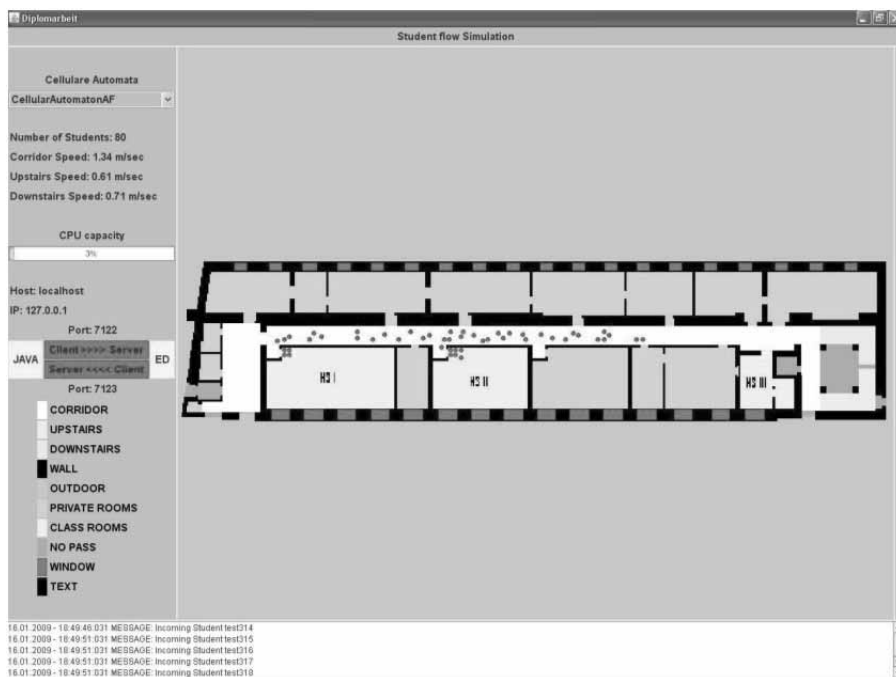 Diplomarbeit
Student flow Simulation
Cellulare Automata
CellularAutomatonAF
Number of Students: 80
Corridor Speed: 1.34 m/sec
Upstairs Speed: 0.61 m/sec
Downstairs Speed: 0.71 m/sec
CPU capacity
3%
Host: localhost
IP: 127.0.0.1
Port: 7122
JAVA
Client >>>> Server
ED
Server <<<< Client
Port: 7123
CORRIDOR
UPSTAIRS
DOWNSTAIRS
WALL
OUTDOOR
PRIVATE ROOMS
CLASS ROOMS
NO PASS
WINDOW
TEXT
HS I
HS II
HS III
16.01.2009 - 18:49:46:031 MESSAGE: Incoming Student test314
16.01.2009 - 18:49:51:031 MESSAGE: Incoming Student test315
16.01.2009 - 18:49:51:031 MESSAGE: Incoming Student test316
16.01.2009 - 18:49:51:031 MESSAGE: Incoming Student test317
16.01.2009 - 18:49:51:031 MESSAGE: Incoming Student test318